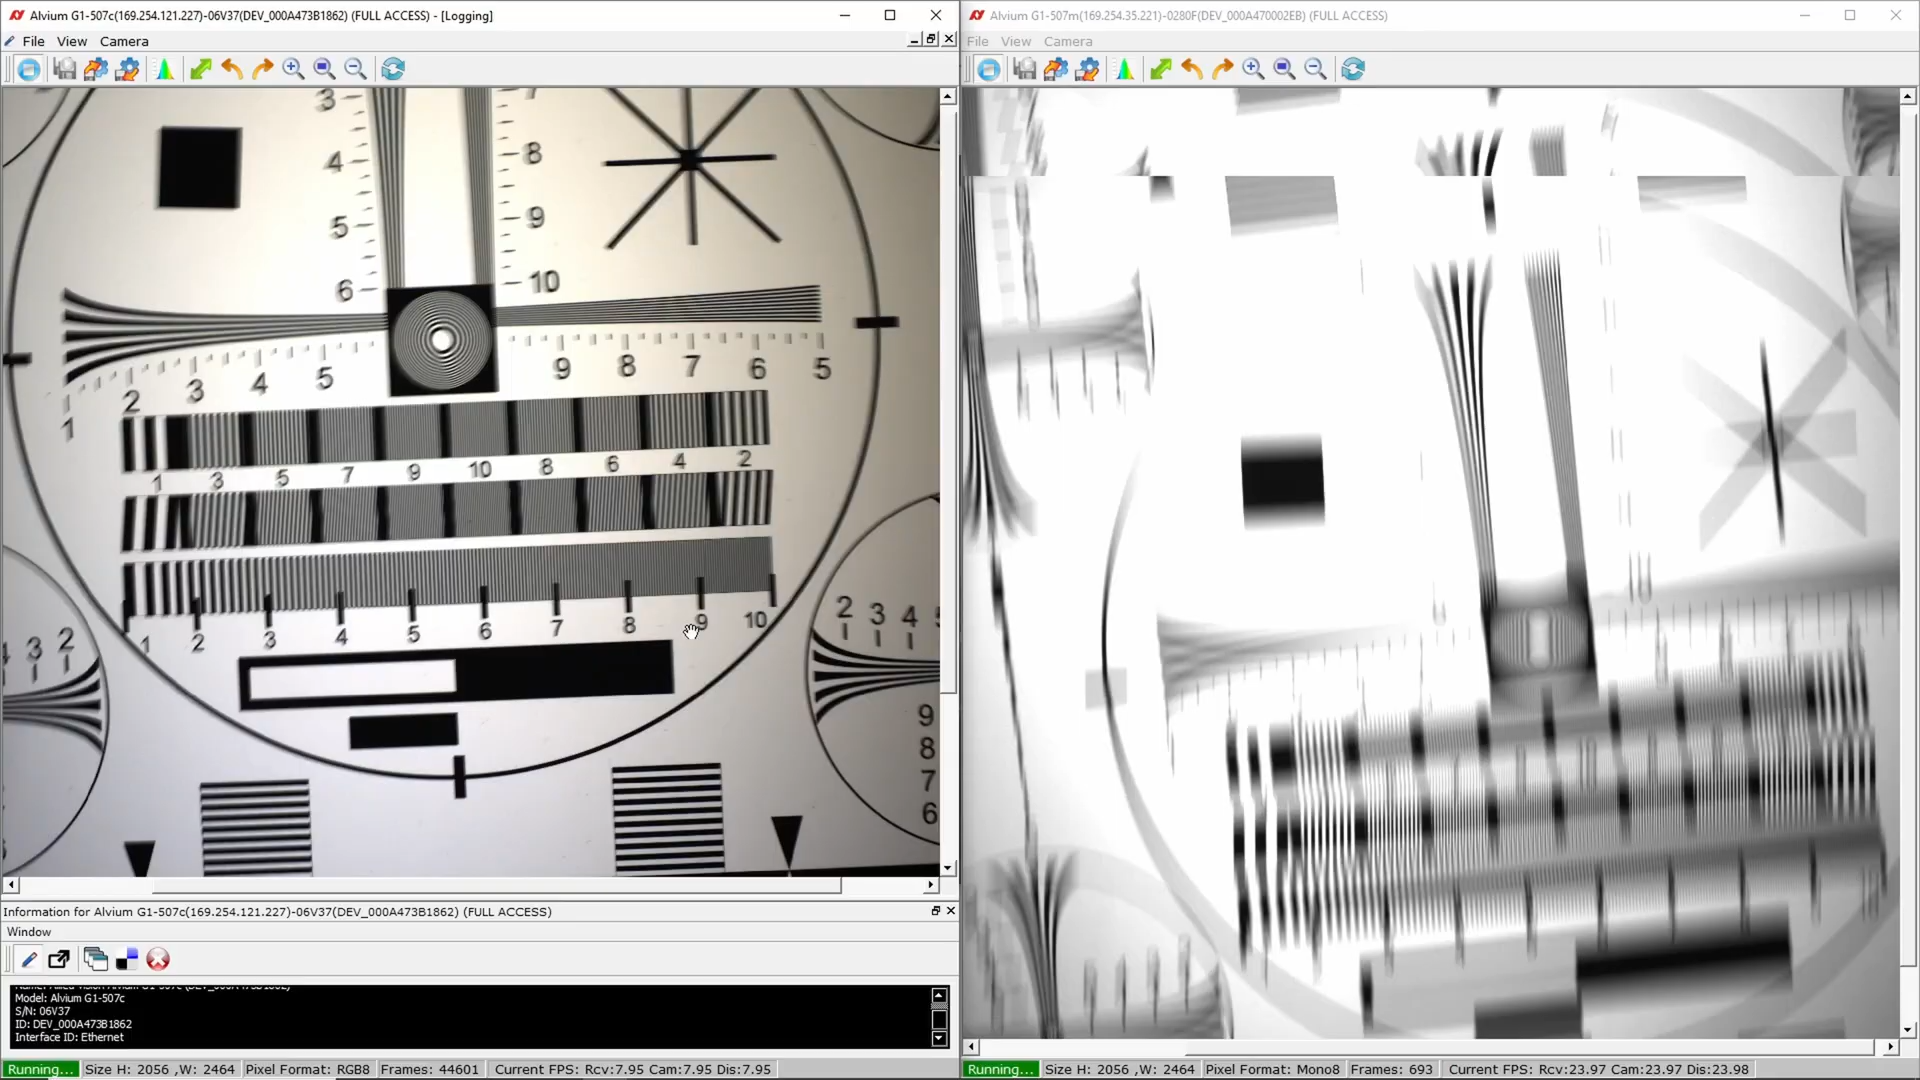 Alvium G1-507c(169.254.121.227)-06V37(DEV_000A473B1862) (FULL ACCESS) - [Logging]
File View Camera
3
4
5
6
7
8
9
10
1 2 3 4 5
9 8 7 6 5
1 3 5 7 9 10 8 6 4 2
1 2 3 4 5 6 7 8 9 10
3 2
2 3 4
9
8
7
6
Information for Alvium G1-507c(169.254.121.227)-06V37(DEV_000A473B1862) (FULL ACCESS)
Window
Model: Alvium G1-507c
S/N: 06V37
ID: DEV_000A473B1862
Interface ID: Ethernet
Running... Size H: 2056 ,W: 2464 Pixel Format: RGB8 Frames: 44601 Current FPS: Rcv:7.95 Cam:7.95 Dis:7.95
Alvium G1-507m(169.254.35.221)-0280F(DEV_000A470002EB) (FULL ACCESS)
File View Camera
Running... Size H: 2056 ,W: 2464 Pixel Format: Mono8 Frames: 693 Current FPS: Rcv:23.97 Cam:23.97 Dis:23.98